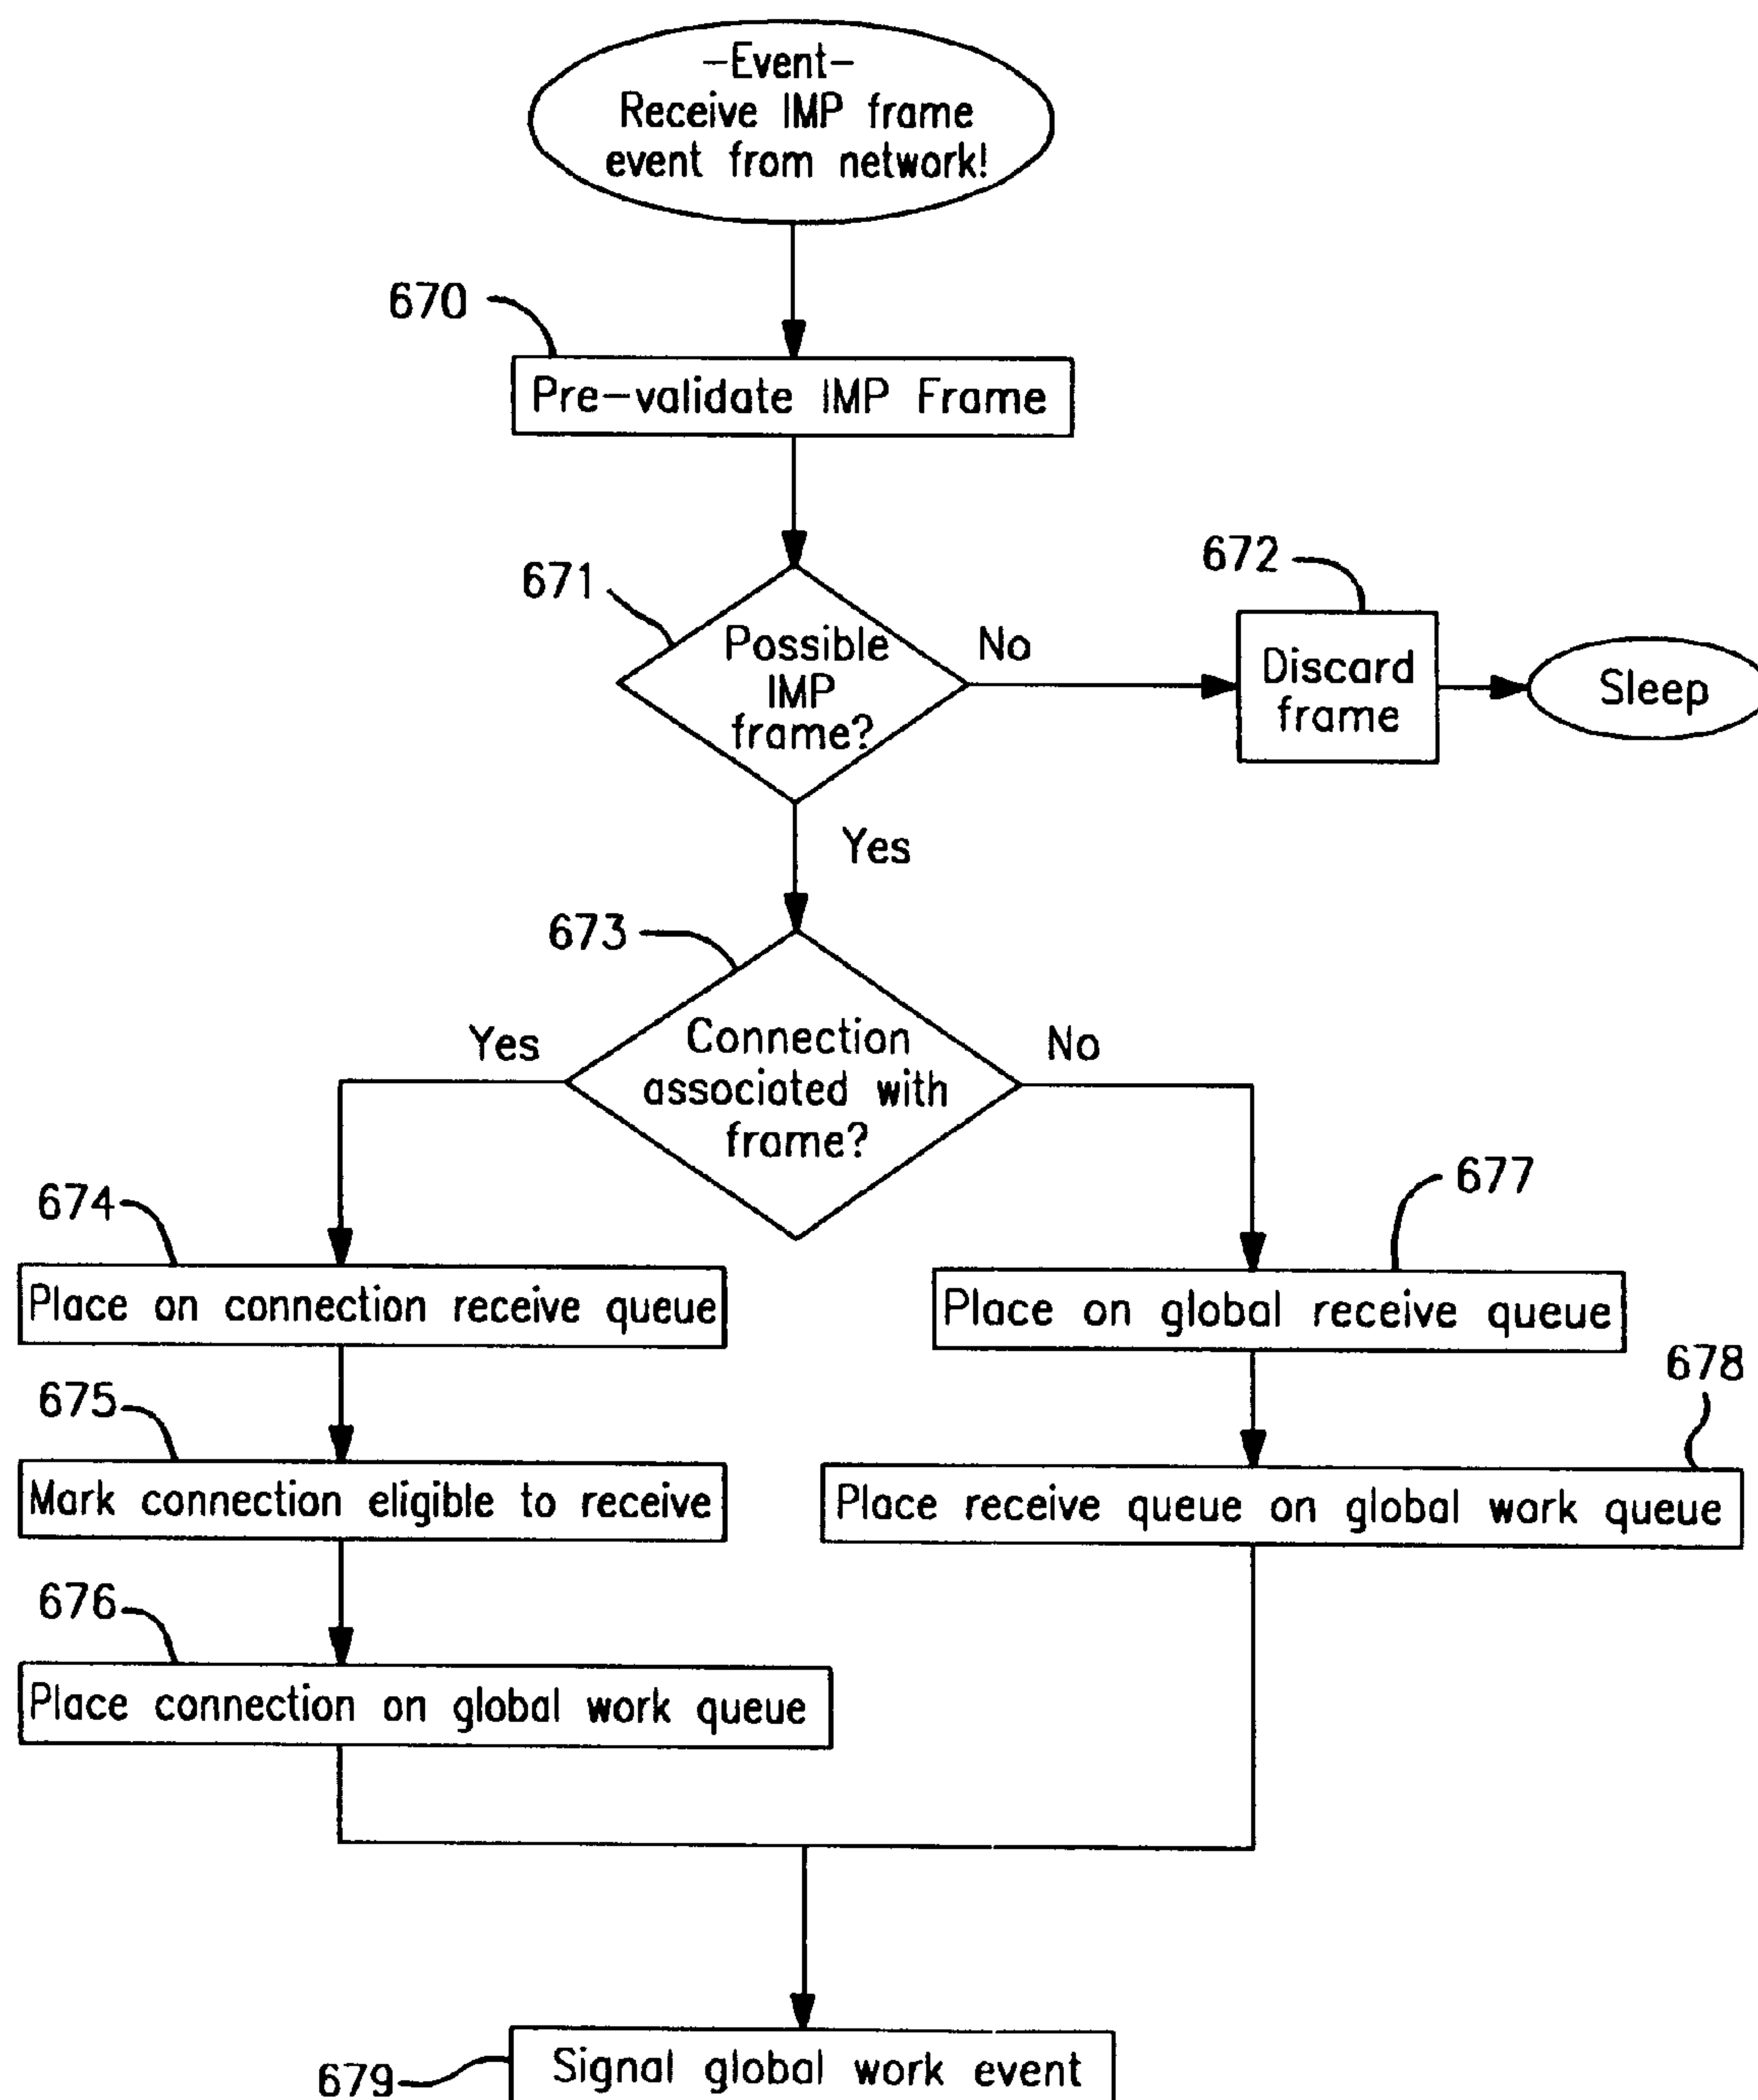 -Event-
Receive IMP frame
event from network!
670
Pre-validate IMP Frame
671
Possible
IMP
frame?
No
672
Discard
frame
Sleep
Yes
673
Connection
associated with
frame?
Yes
No
674
Place on connection receive queue
677
Place on global receive queue
675
Mark connection eligible to receive
678
Place receive queue on global work queue
676
Place connection on global work queue
679
Signal global work event